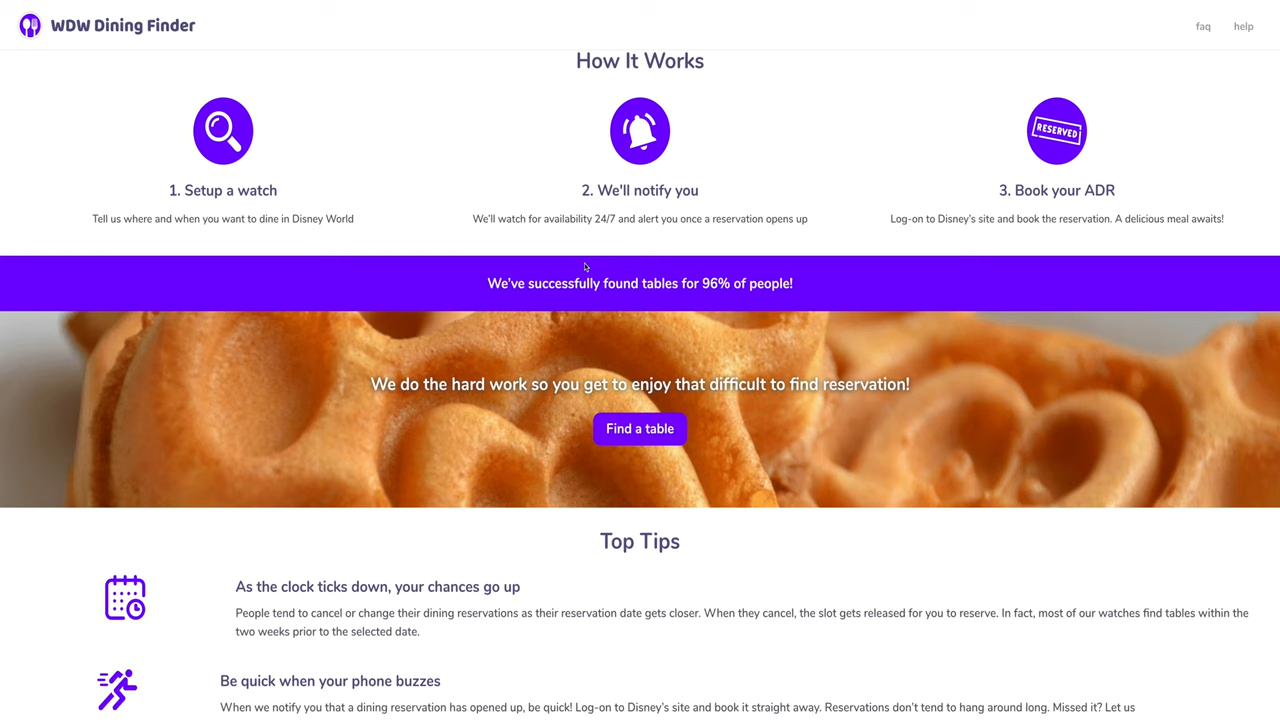 WDW Dining Finder
faq
help
How It Works
RESERVED
1. Setup a watch
2. We'll notify you
3. Book your ADR
Tell us where and when you want to dine in Disney World
We'll watch for availability 24/7 and alert you once a reservation opens up
Log-on to Disney's site and book the reservation. A delicious meal awaits!
We've successfully found tables for 96% of people!
We do the hard work so you get to enjoy that difficult to find reservation!
Find a table
Top Tips
As the clock ticks down, your chances go up
People tend to cancel or change their dining reservations as their reservation date gets closer. When they cancel, the slot gets released for you to reserve. In fact, most of our watches find tables within the
two weeks prior to the selected date.
Be quick when your phone buzzes
When we notify you that a dining reservation has opened up, be quick! Log-on to Disney's site and book it straight away. Reservations don't tend to hang around long. Missed it? Let us